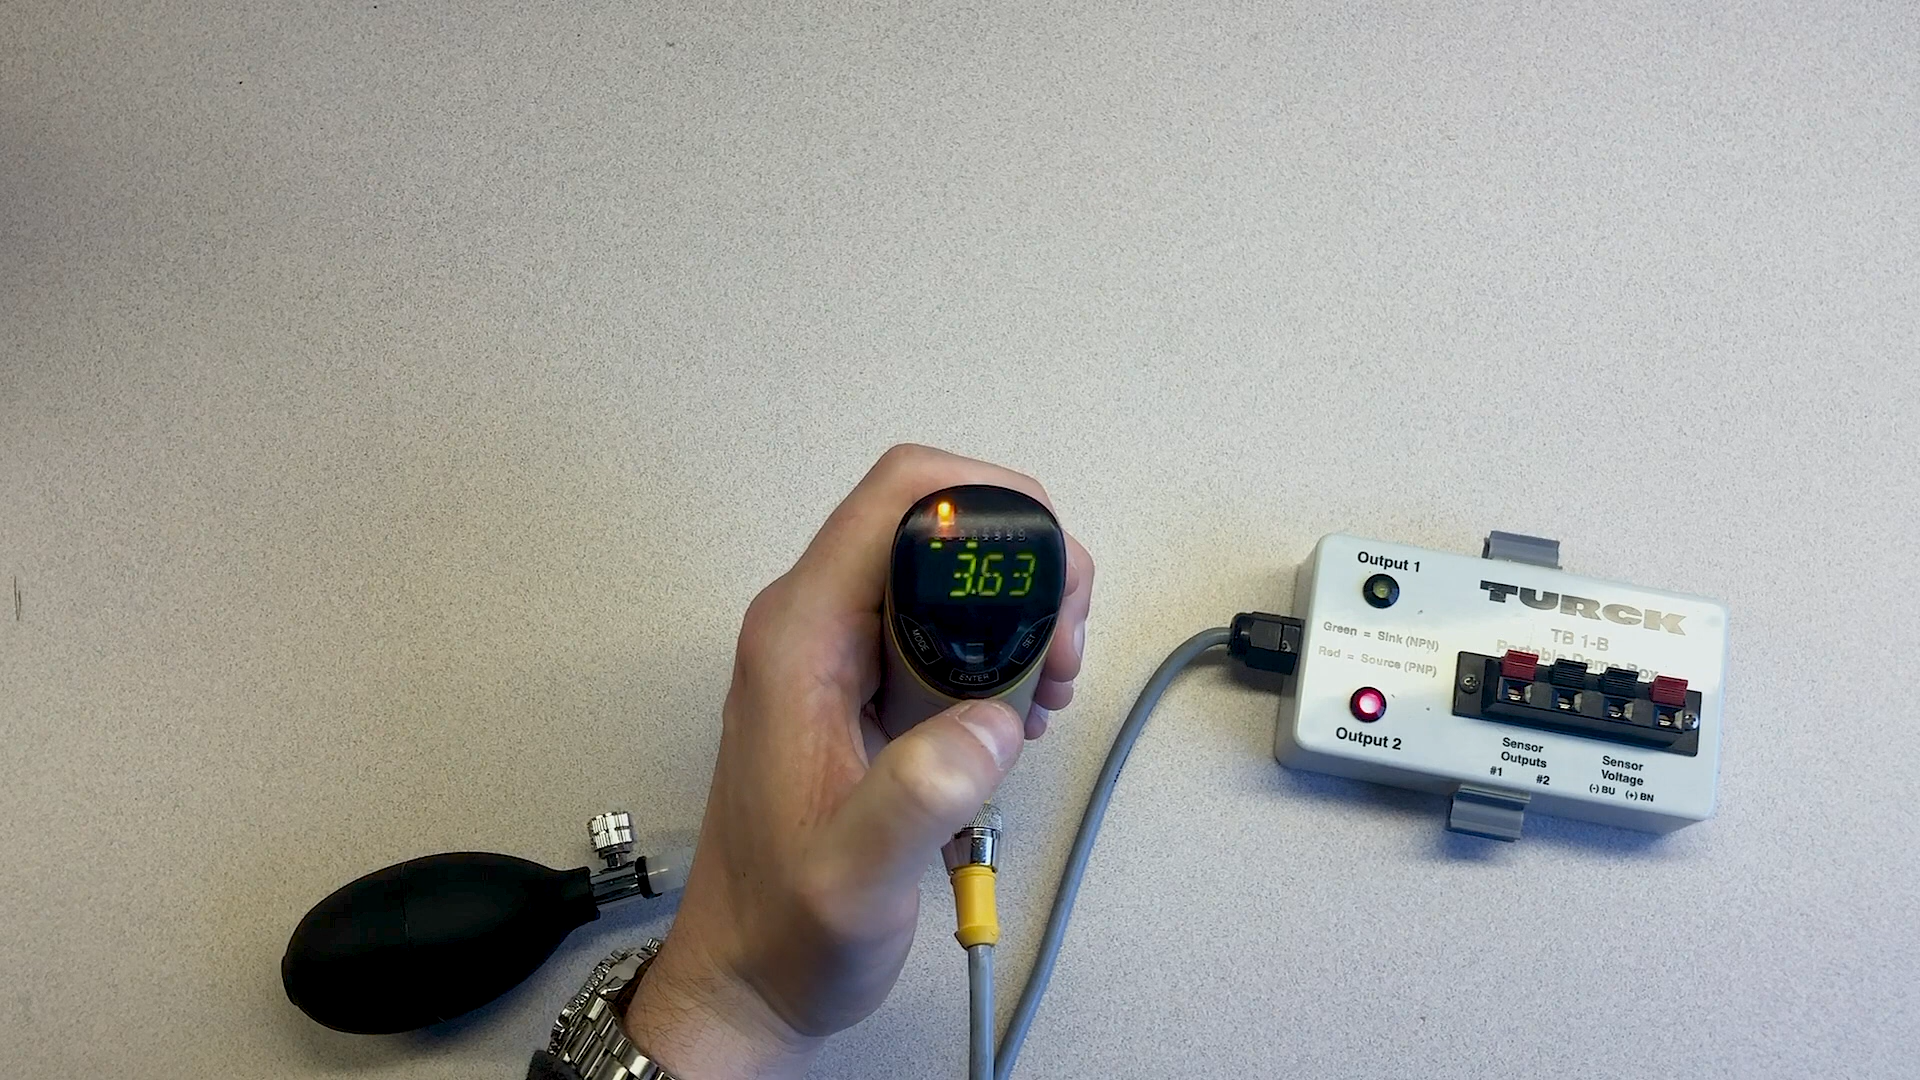 3.63
MODE
SET
ENTER
Output 1
TURCK
Green = Sink (NPN)
TB 1-B
Red = Source (PNP)
Portable Demo Box
Output 2
Sensor
Outputs
#1 #2
Sensor
Voltage
(-) BU (+) BN